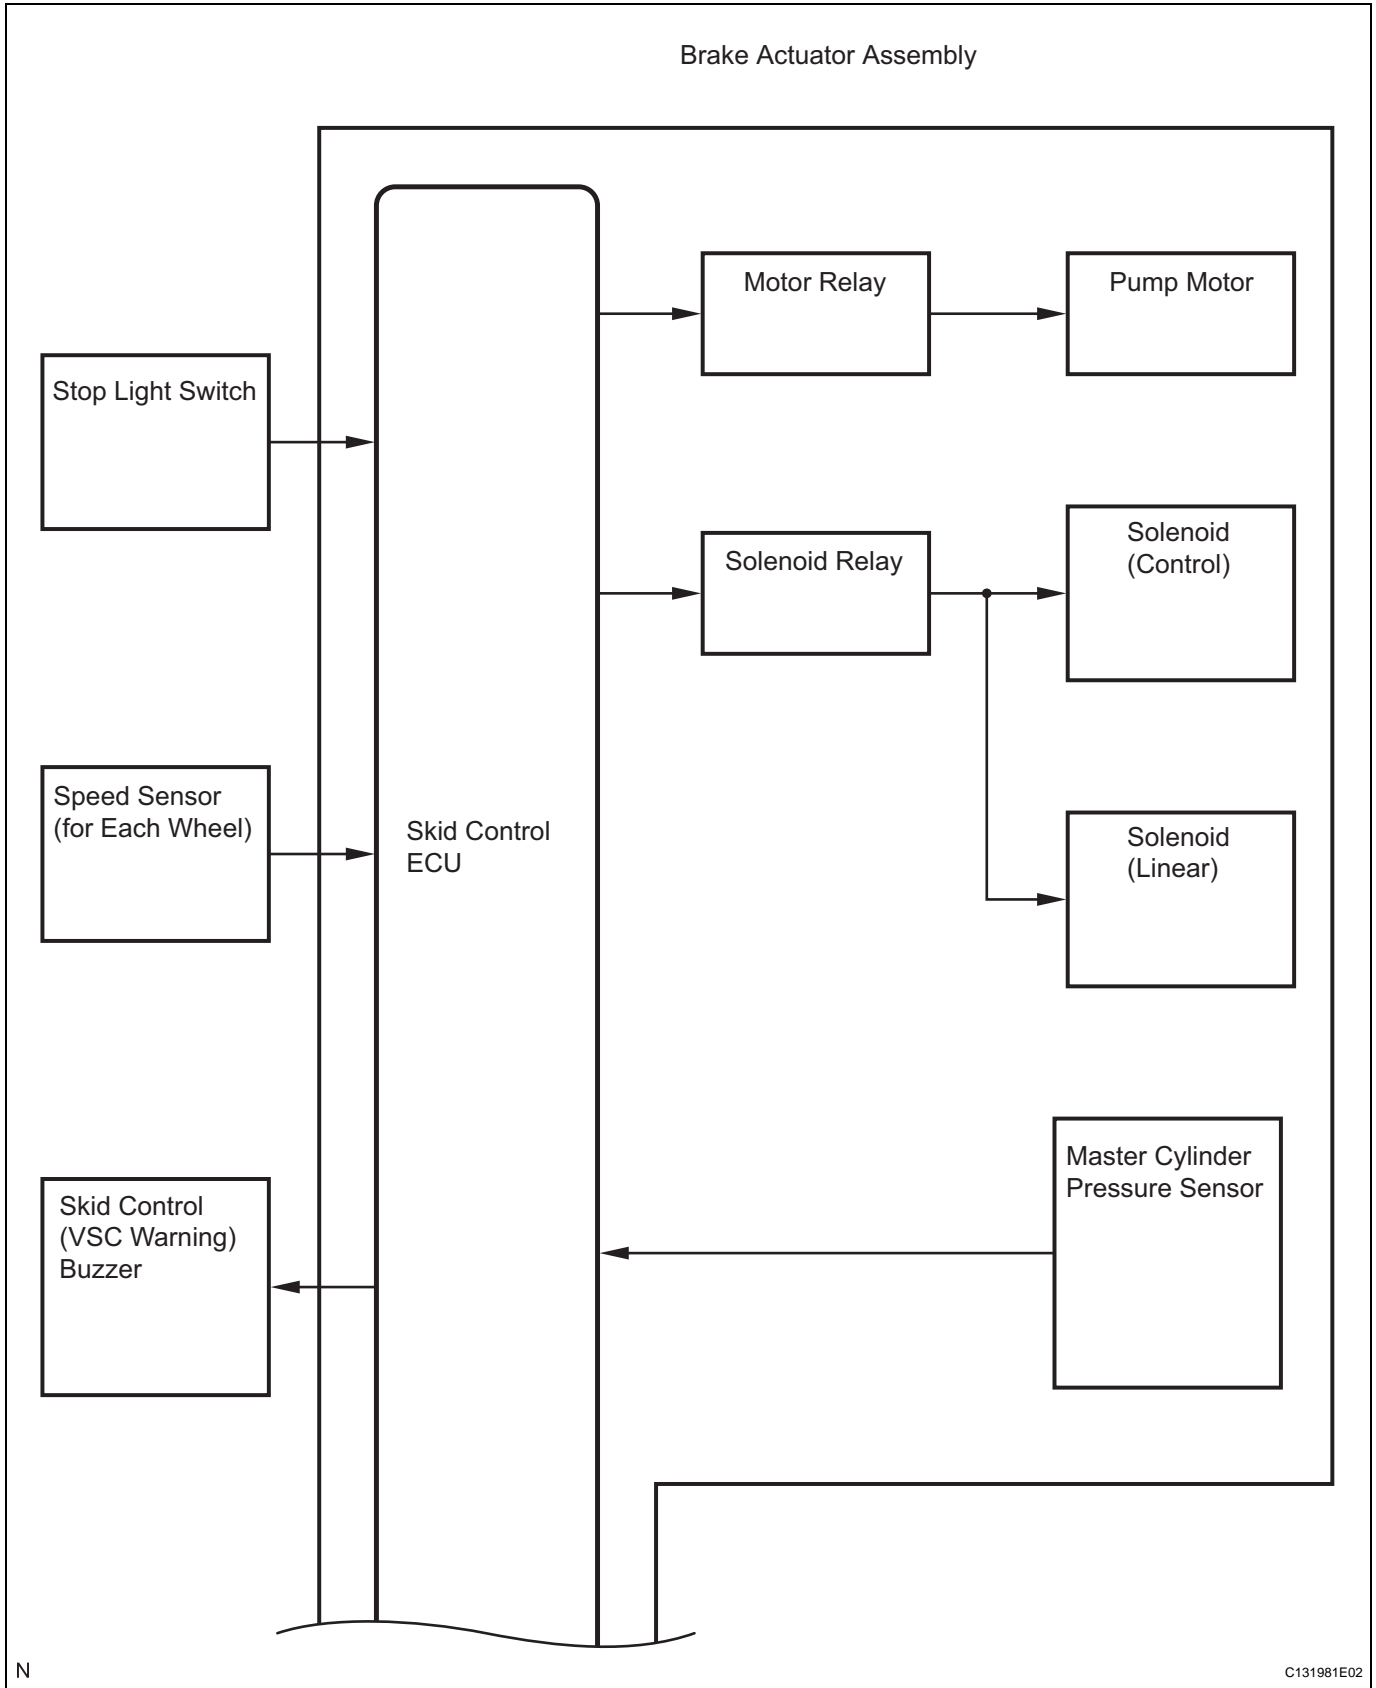 Brake Actuator Assembly
Motor Relay
Pump Motor
Stop Light Switch
Solenoid
(Control)
Solenoid Relay
Speed Sensor
(for Each Wheel)
Skid Control
ECU
Solenoid
(Linear)
Master Cylinder
Pressure Sensor
Skid Control
(VSC Warning)
Buzzer
N
C131981E02